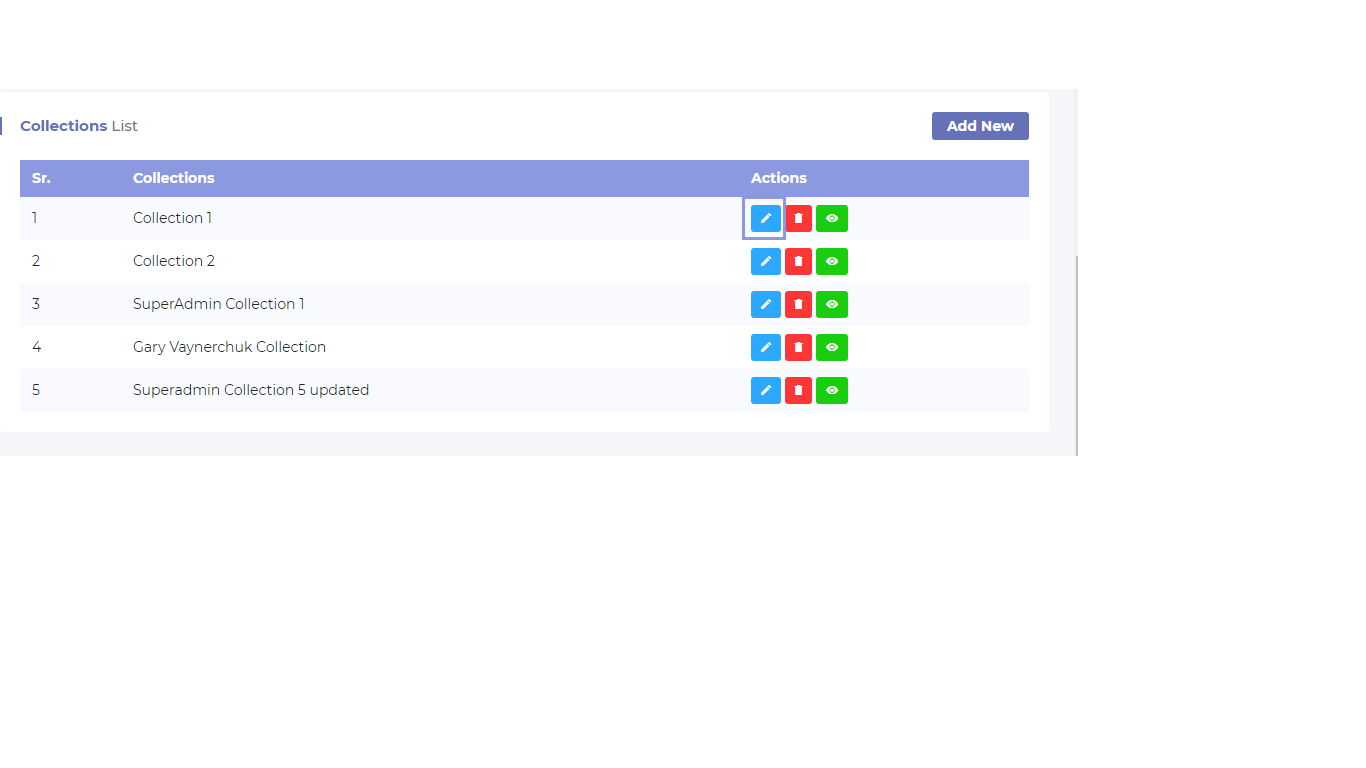 Collections List
Add New
Sr. Collections Actions
1 Collection 1
2 Collection 2
3 SuperAdmin Collection 1
4 Gary Vaynerchuk Collection
5 Superadmin Collection 5 updated